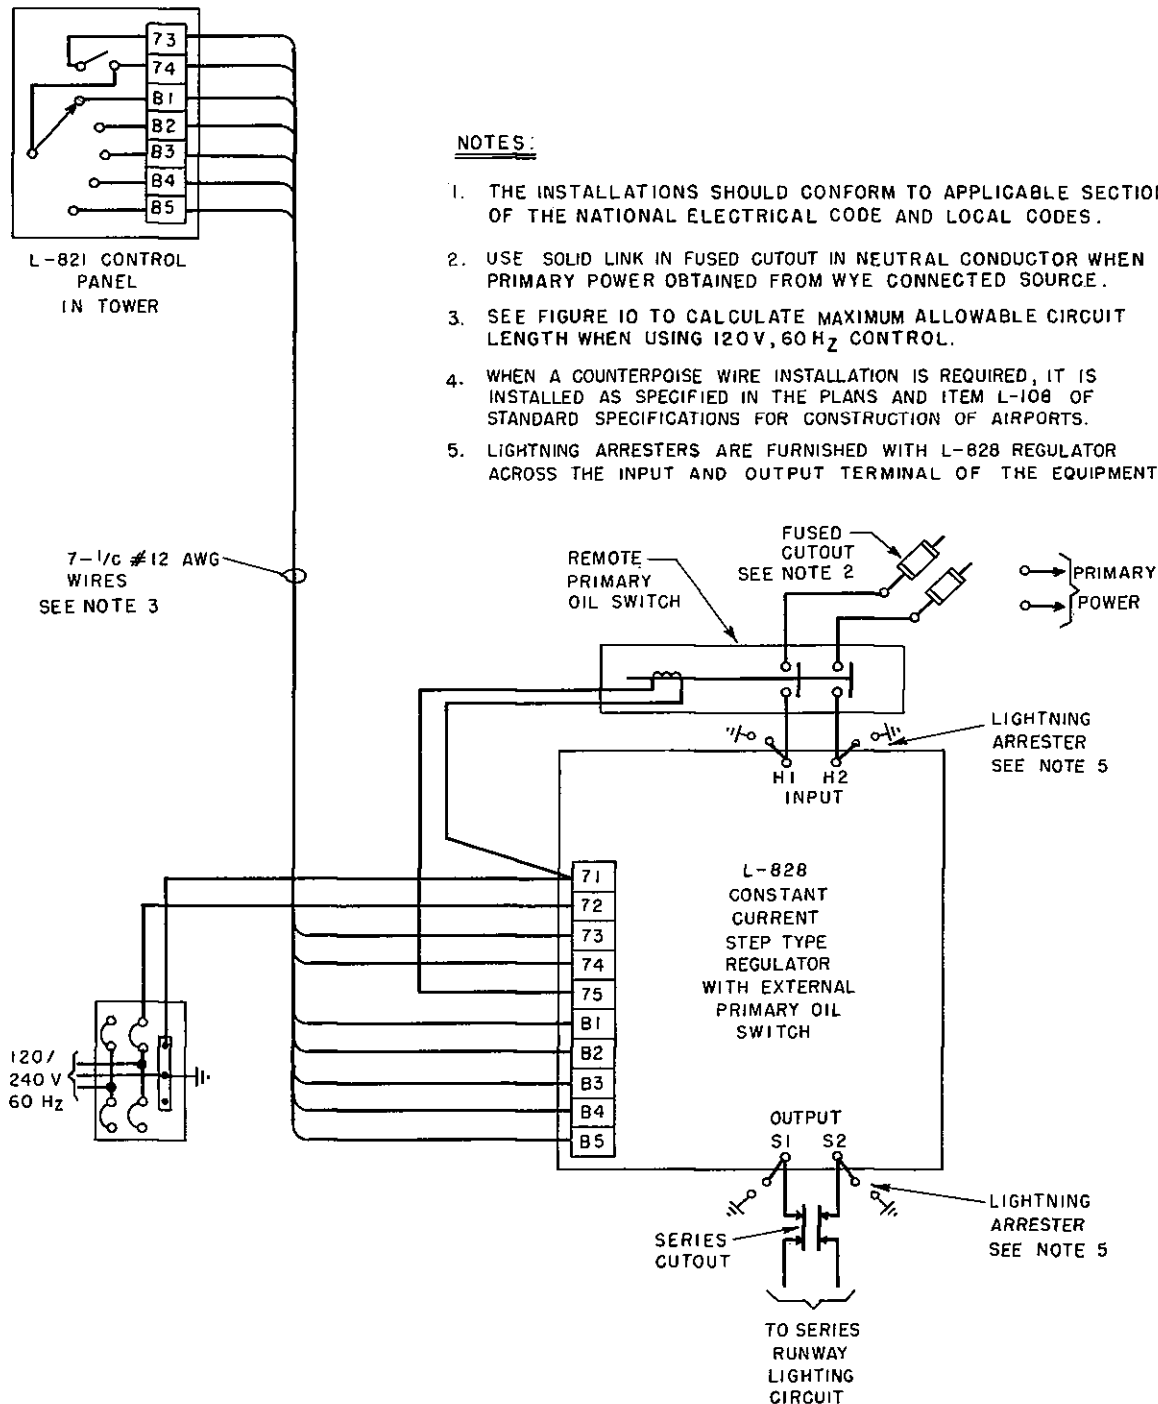 73
74
B1
B2
B3
B4
B5
L-821 CONTROL
PANEL
IN TOWER
NOTES:
1. THE INSTALLATIONS SHOULD CONFORM TO APPLICABLE SECTIO
OF THE NATIONAL ELECTRICAL CODE AND LOCAL CODES.
2. USE SOLID LINK IN FUSED CUTOUT IN NEUTRAL CONDUCTOR WHEN
PRIMARY POWER OBTAINED FROM WYE CONNECTED SOURCE.
3. SEE FIGURE 10 TO CALCULATE MAXIMUM ALLOWABLE CIRCUIT
LENGTH WHEN USING 120V, 60 HZ CONTROL.
4. WHEN A COUNTERPOISE WIRE INSTALLATION IS REQUIRED, IT IS
INSTALLED AS SPECIFIED IN THE PLANS AND ITEM L-108 OF
STANDARD SPECIFICATIONS FOR CONSTRUCTION OF AIRPORTS.
5. LIGHTNING ARRESTERS ARE FURNISHED WITH L-828 REGULATOR
ACROSS THE INPUT AND OUTPUT TERMINAL OF THE EQUIPMENT
7-1/C #12 AWG
WIRES
SEE NOTE 3
REMOTE
PRIMARY
OIL SWITCH
FUSED
CUTOUT
SEE NOTE 2
PRIMARY
POWER
LIGHTNING
ARRESTER
SEE NOTE 5
H1 H2
INPUT
71
72
73
74
75
B1
B2
B3
B4
B5
L-828
CONSTANT
CURRENT
STEP TYPE
REGULATOR
WITH EXTERNAL
PRIMARY OIL
SWITCH
120/
240 V
60 HZ
OUTPUT
S1 S2
LIGHTNING
ARRESTER
SEE NOTE 5
SERIES
CUTOUT
TO SERIES
RUNWAY
LIGHTING
CIRCUIT